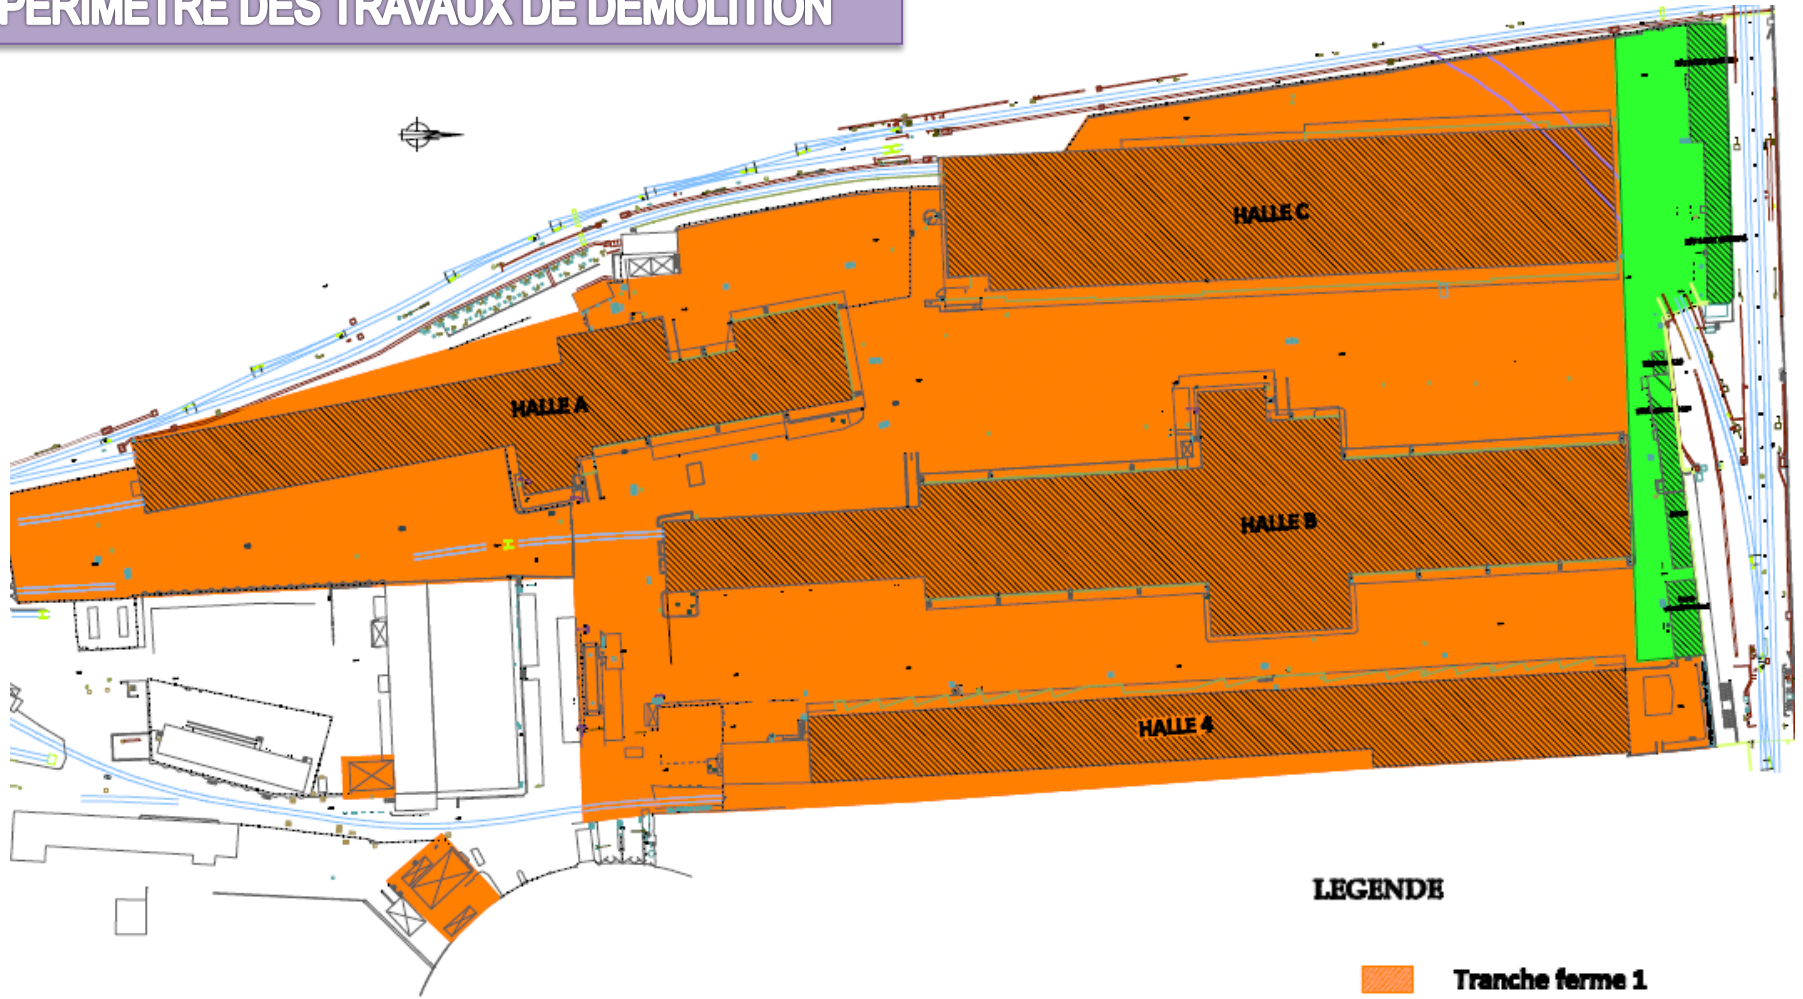 PERIMETRE DES TRAVAUX DE DEMOLITION
HALLE C
HALLE A
HALLE B
HALLE 4
LEGENDE
Tranche ferme 1